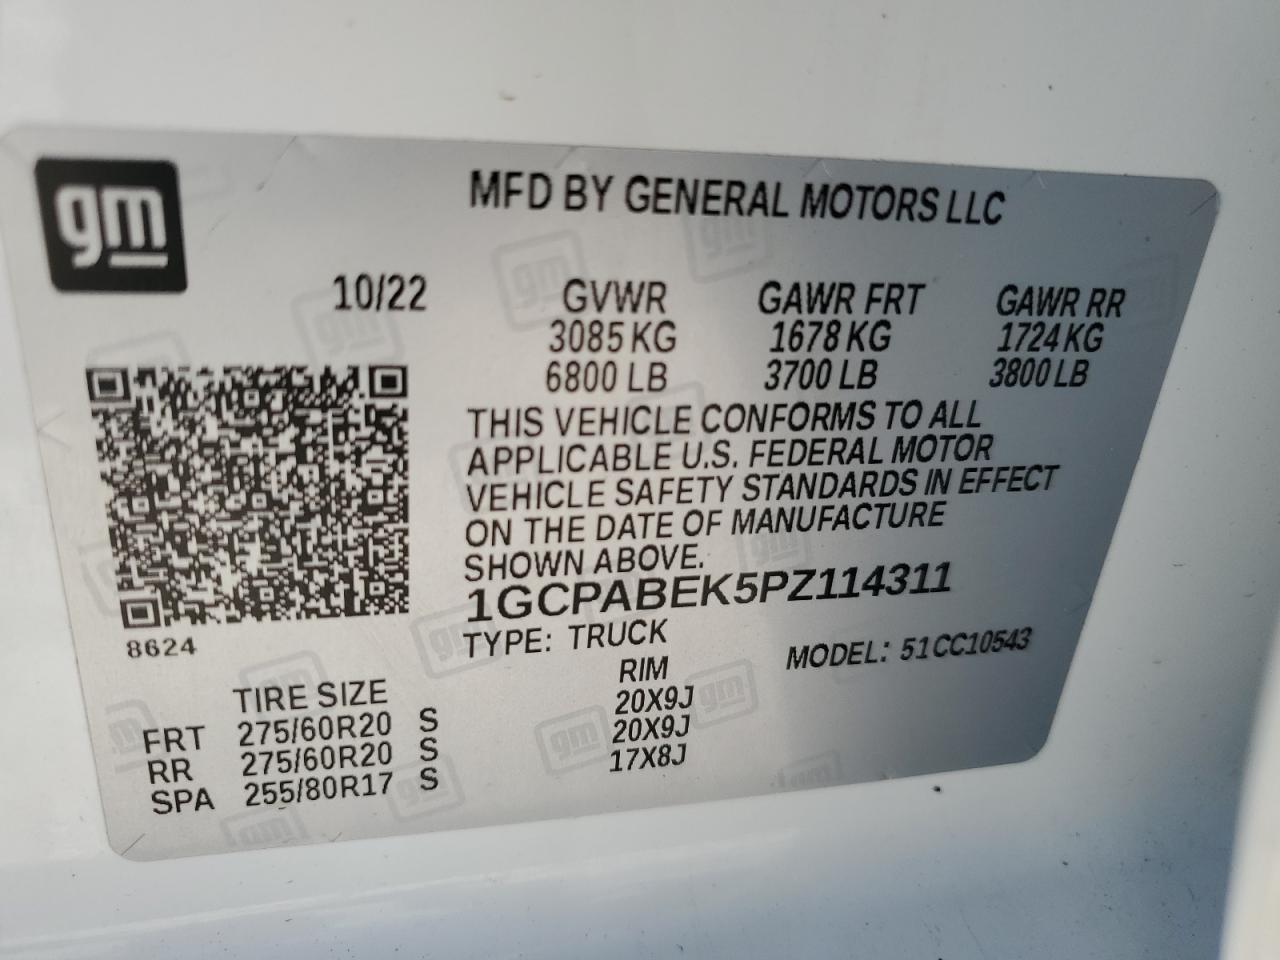 gm
MFD BY GENERAL MOTORS LLC
10/22 GVWR GAWR FRT GAWR RR
3085 KG 1678 KG 1724 KG
6800 LB 3700 LB 3800 LB
THIS VEHICLE CONFORMS TO ALL
APPLICABLE U.S. FEDERAL MOTOR
VEHICLE SAFETY STANDARDS IN EFFECT
ON THE DATE OF MANUFACTURE
SHOWN ABOVE.
1GCPABEK5PZ114311
8624
TYPE: TRUCK MODEL: 51CC10543
TIRE SIZE RIM
FRT 275/60R20 S 20X9J
RR 275/60R20 S 20X9J
SPA 255/80R17 S 17X8J